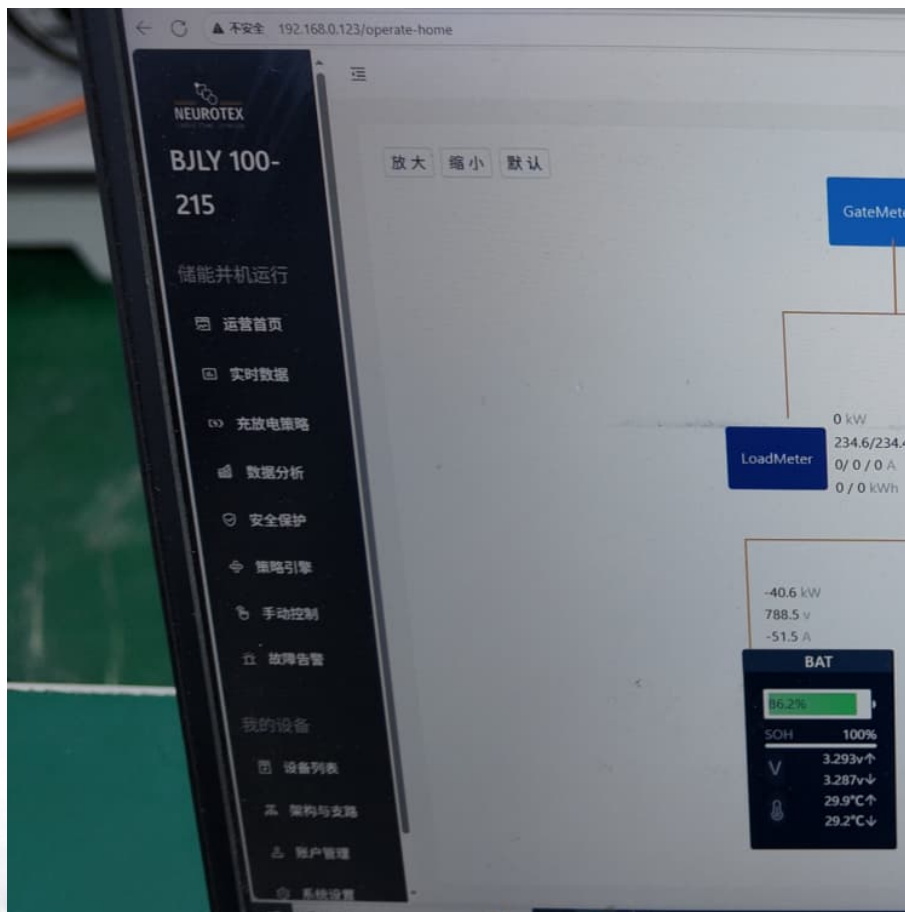 不安全 192.168.0.123/operate-home
NEUROTEX
BJLY 100-
215
放大 缩小 默认
储能并机运行
运营首页
实时数据
充放电策略
数据分析
安全保护
策略引擎
手动控制
故障告警
我的设备
设备列表
架构与支路
账户管理
系统设置
GateMete
LoadMeter
0 kW
234.6/234.4
0/ 0 / 0 A
0 / 0 kWh
-40.6 kW
788.5 v
-51.5 A
BAT
86.2%
SOH 100%
V
3.293v↑
3.287v↓
29.9°C↑
29.2°C↓